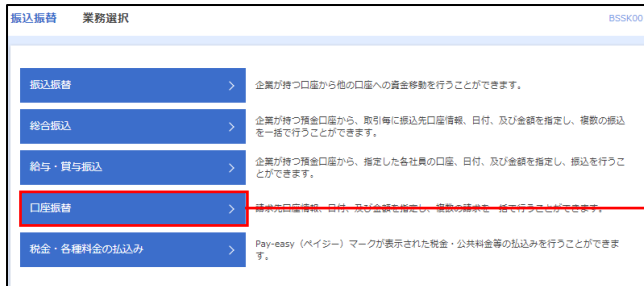 振込振替 業務選択 BSSK00
振込振替 企業が持つ口座から他の口座への資金移動を行うことができます。
総合振込 企業が持つ預金口座から、取引毎に振込先口座情報、日付、及び金額を指定し、複数の振込
を一括で行うことができます。
給与・賞与振込 企業が持つ預金口座から、指定した各社員の口座、日付、及び金額を指定し、振込を行うこ
とができます。
口座振替 請求先口座情報、日付、及び金額を指定し、複数の請求を一括で行うことができます。
税金・各種料金の払込み Pay-easy（ペイジー）マークが表示された税金・公共料金等の払込みを行うことができま
す。